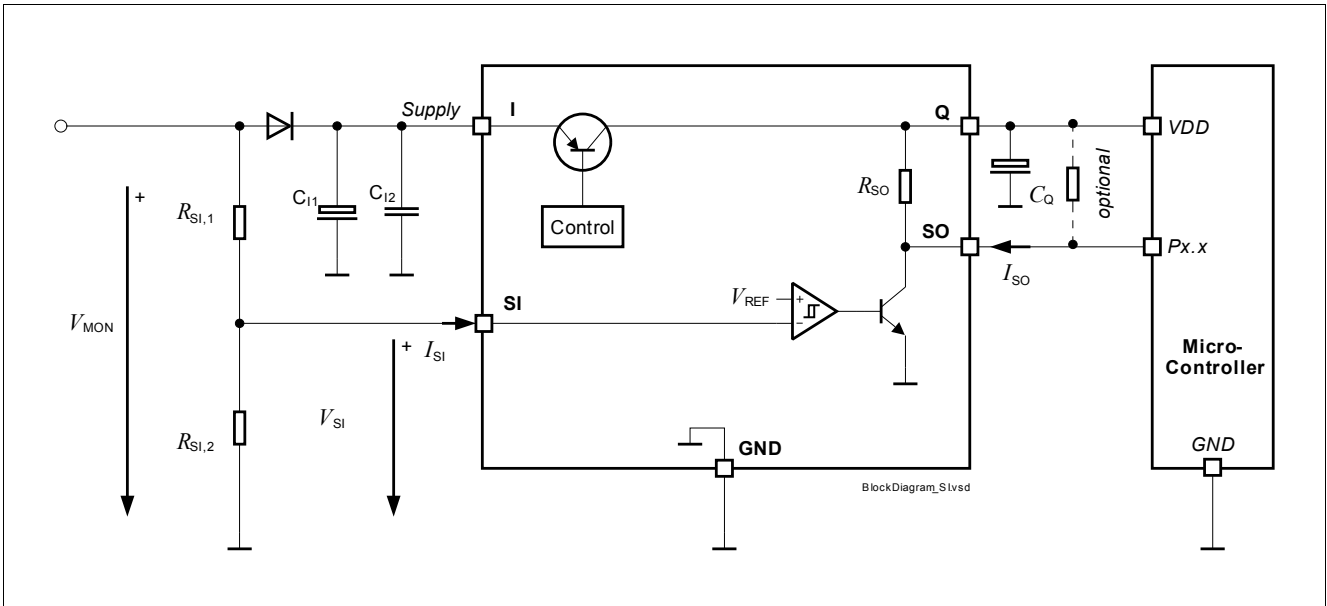 Supply
I
Q
VDD
+
R_SI,1
C_I1
C_I2
R_SO
C_Q
optional
Control
SO
Px.x
I_SO
V_REF
+
−
SI
V_MON
+
I_SI
V_SI
R_SI,2
Micro-
Controller
GND
GND
BlockDiagram_SI.vsd